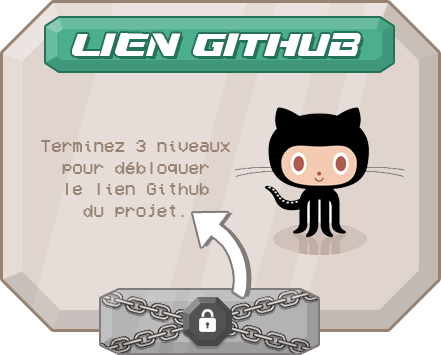 LIEN GITHUB
Terminez 3 niveaux
pour débloquer
le lien Github
du projet.